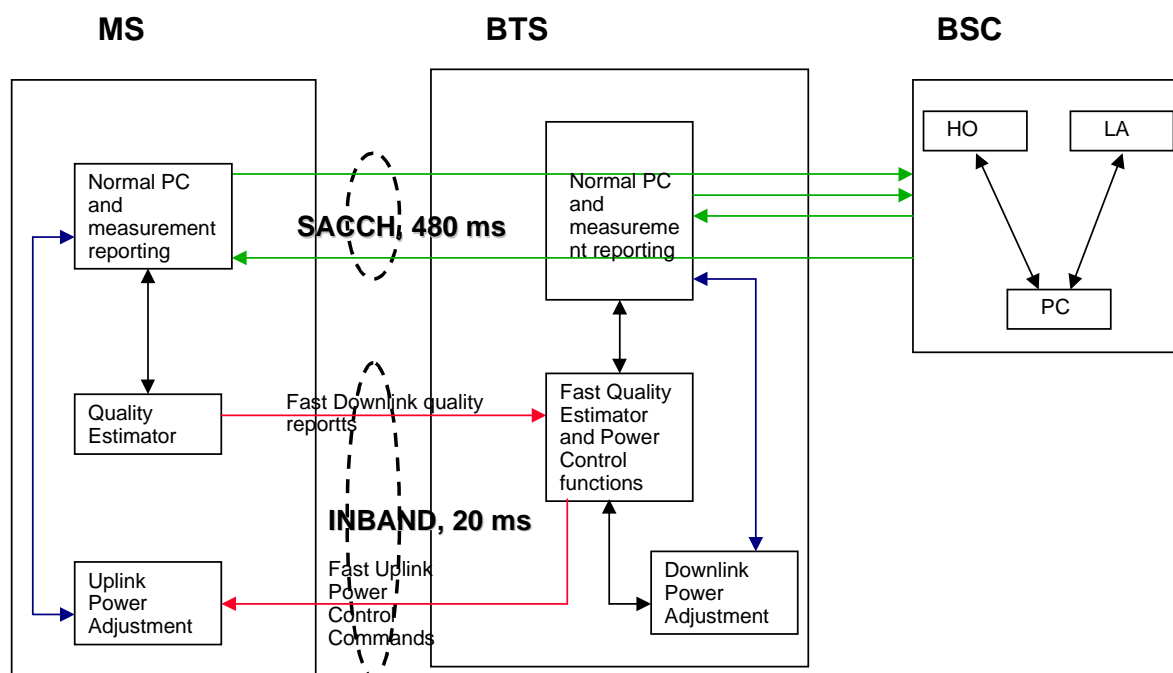 MS
BTS
BSC
Normal PC
and
measurement
reporting
SACCH, 480 ms
Normal PC
and
measureme
nt reporting
HO
LA
PC
Quality
Estimator
Fast Downlink quality
reportts
Fast Quality
Estimator
and Power
Control
functions
INBAND, 20 ms
Uplink
Power
Adjustment
Fast Uplink
Power
Control
Commands
Downlink
Power
Adjustment